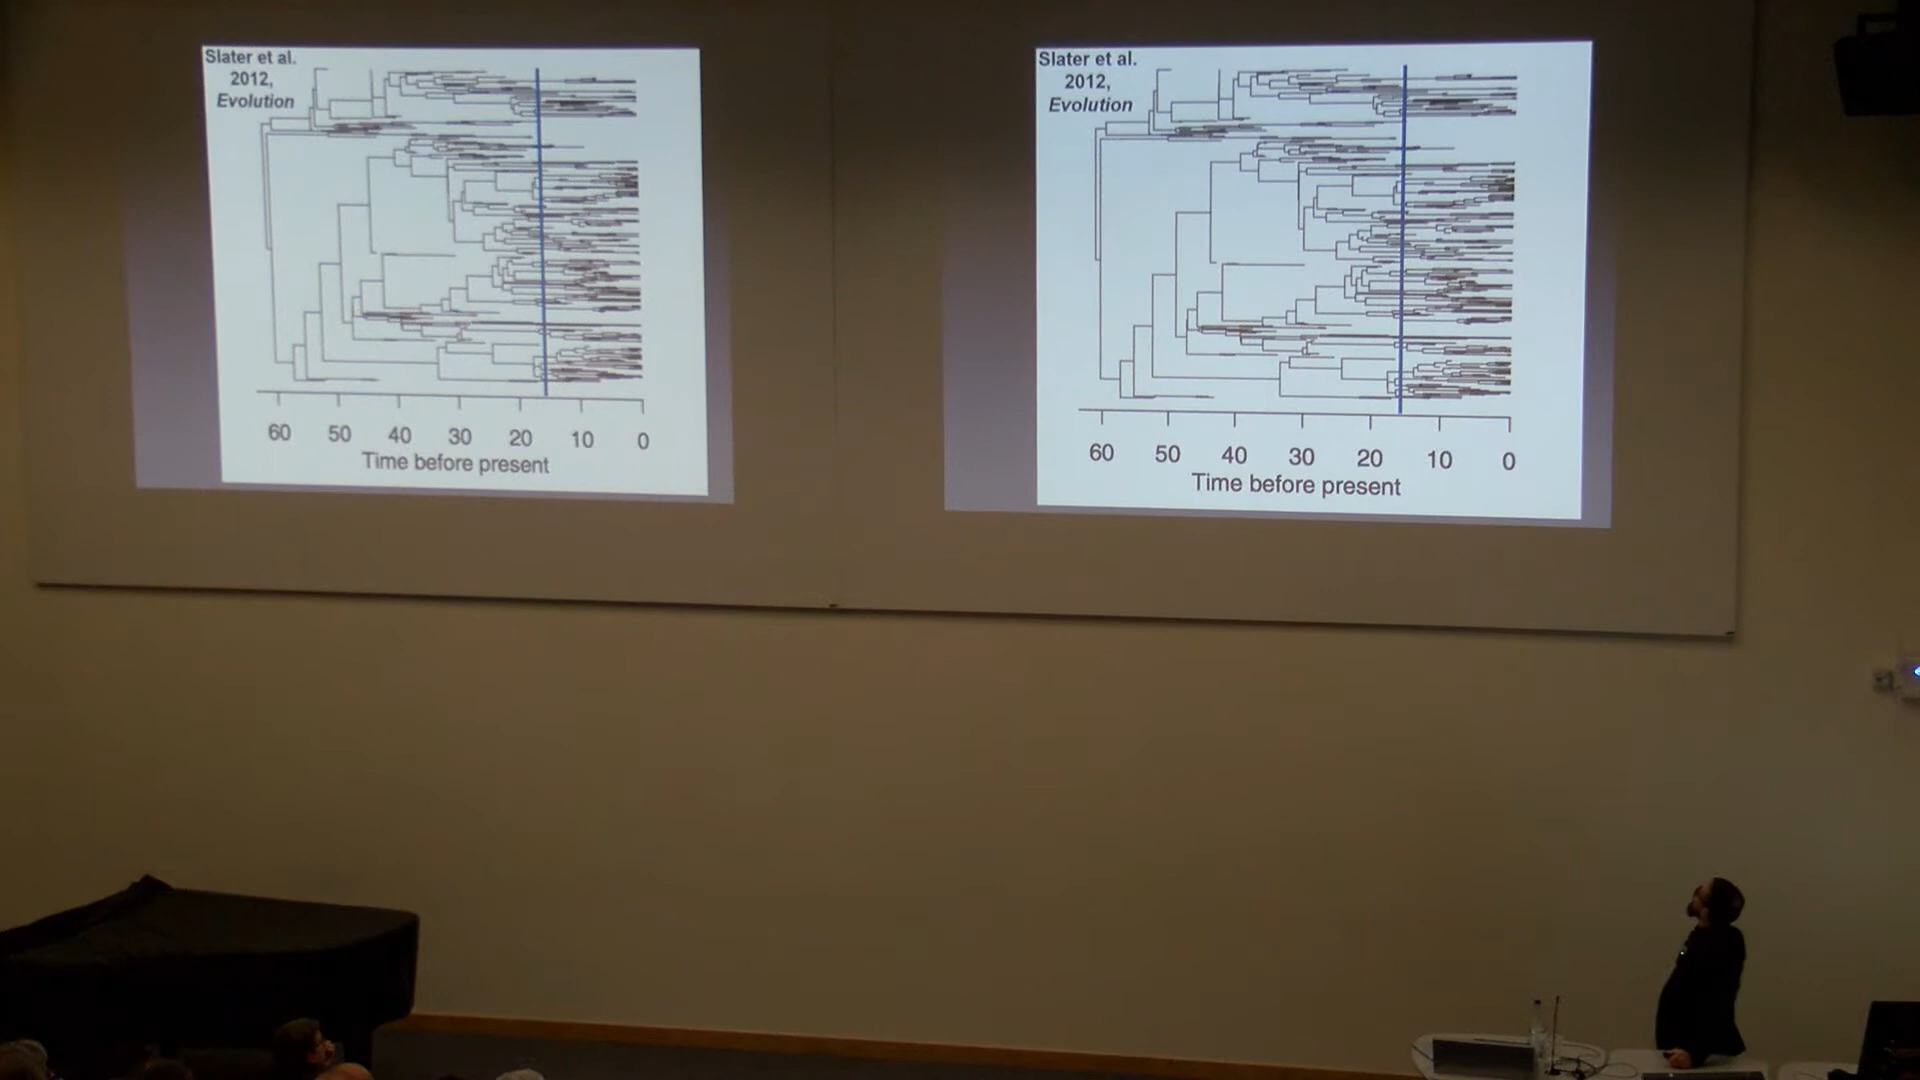 Slater et al.
2012,
Evolution
60 50 40 30 20 10 0
Time before present
Slater et al.
2012,
Evolution
60 50 40 30 20 10 0
Time before present